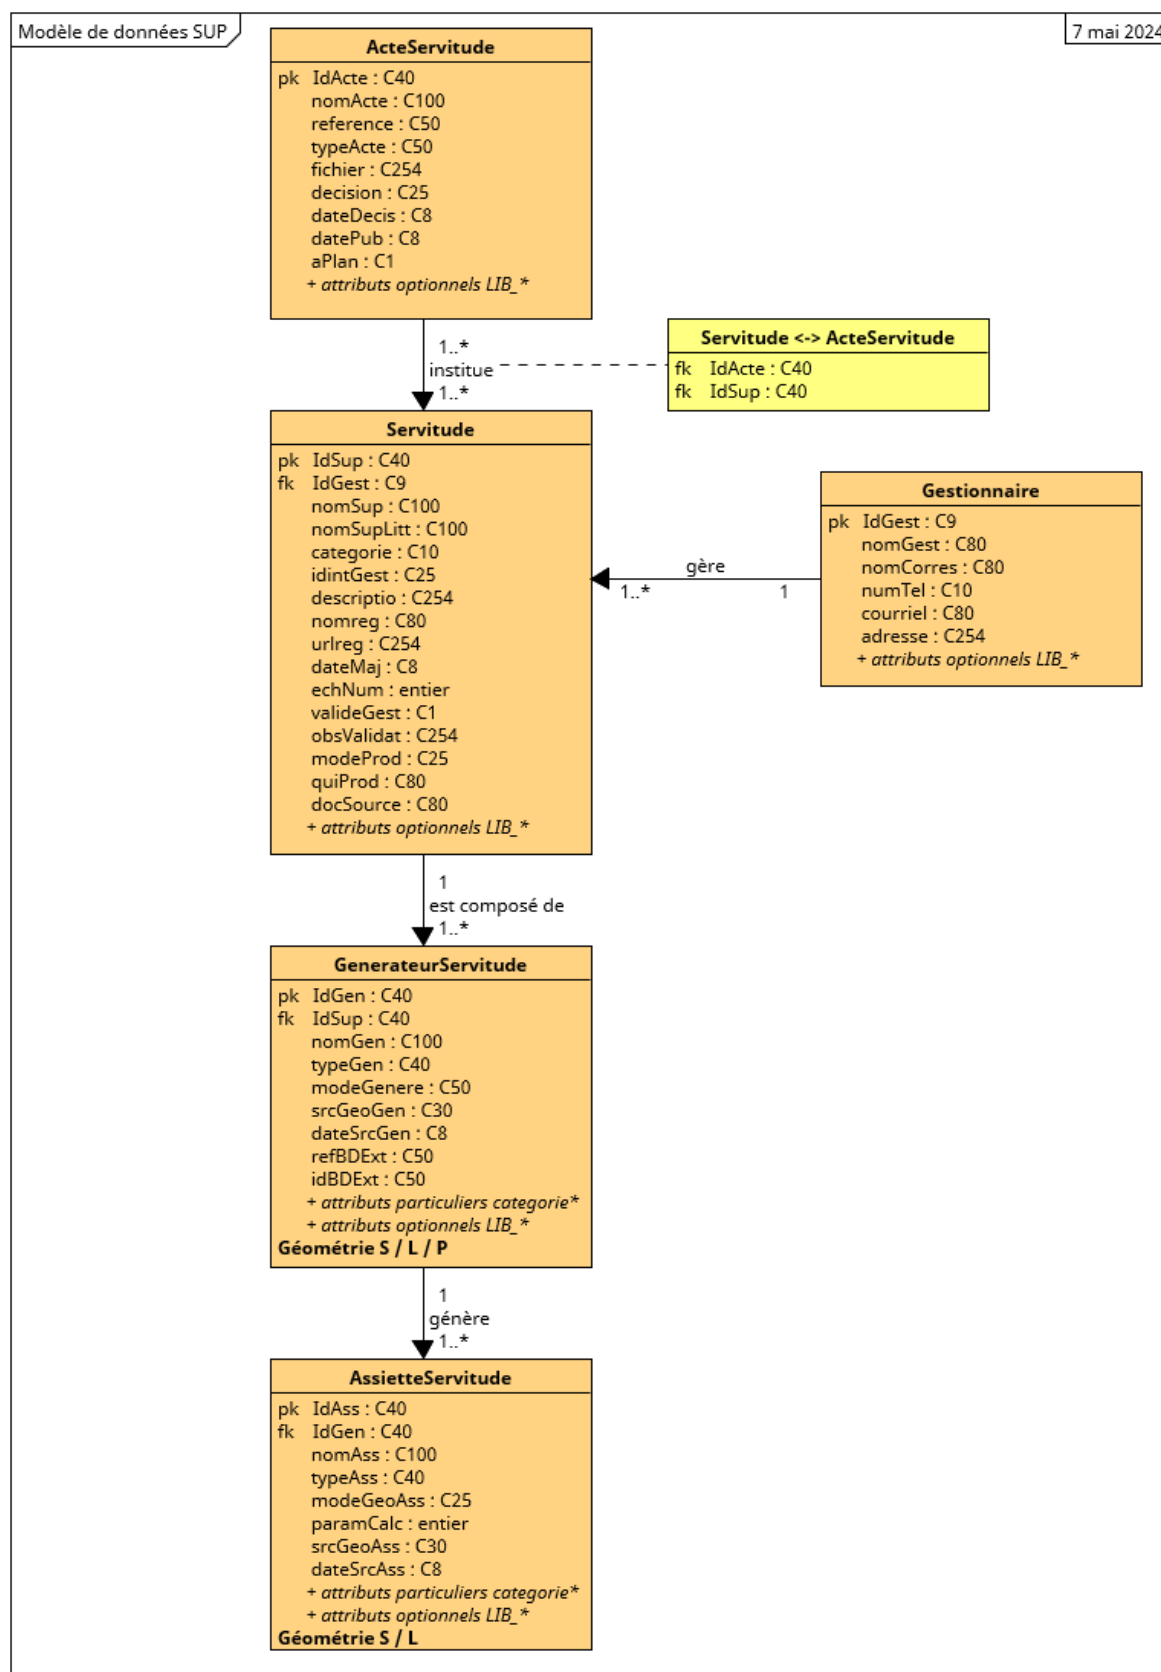 Modèle de données SUP
7 mai 2024
ActeServitude
pk IdActe : C40
nomActe : C100
reference : C50
typeActe : C50
fichier : C254
decision : C25
dateDecis : C8
datePub : C8
aPlan : C1
+ attributs optionnels LIB_*
1..*
institue
1..*
Servitude <-> ActeServitude
fk IdActe : C40
fk IdSup : C40
Servitude
pk IdSup : C40
fk IdGest : C9
nomSup : C100
nomSupLitt : C100
categorie : C10
idintGest : C25
descriptio : C254
nomreg : C80
urlreg : C254
dateMaj : C8
echNum : entier
valideGest : C1
obsValidat : C254
modeProd : C25
quiProd : C80
docSource : C80
+ attributs optionnels LIB_*
gère
1..*
1
Gestionnaire
pk IdGest : C9
nomGest : C80
nomCorres : C80
numTel : C10
courriel : C80
adresse : C254
+ attributs optionnels LIB_*
1
est composé de
1..*
GenerateurServitude
pk IdGen : C40
fk IdSup : C40
nomGen : C100
typeGen : C40
modeGenere : C50
srcGeoGen : C30
dateSrcGen : C8
refBDExt : C50
idBDExt : C50
+ attributs particuliers categorie*
+ attributs optionnels LIB_*
Géométrie S / L / P
1
génère
1..*
AssietteServitude
pk IdAss : C40
fk IdGen : C40
nomAss : C100
typeAss : C40
modeGeoAss : C25
paramCalc : entier
srcGeoAss : C30
dateSrcAss : C8
+ attributs particuliers categorie*
+ attributs optionnels LIB_*
Géométrie S / L